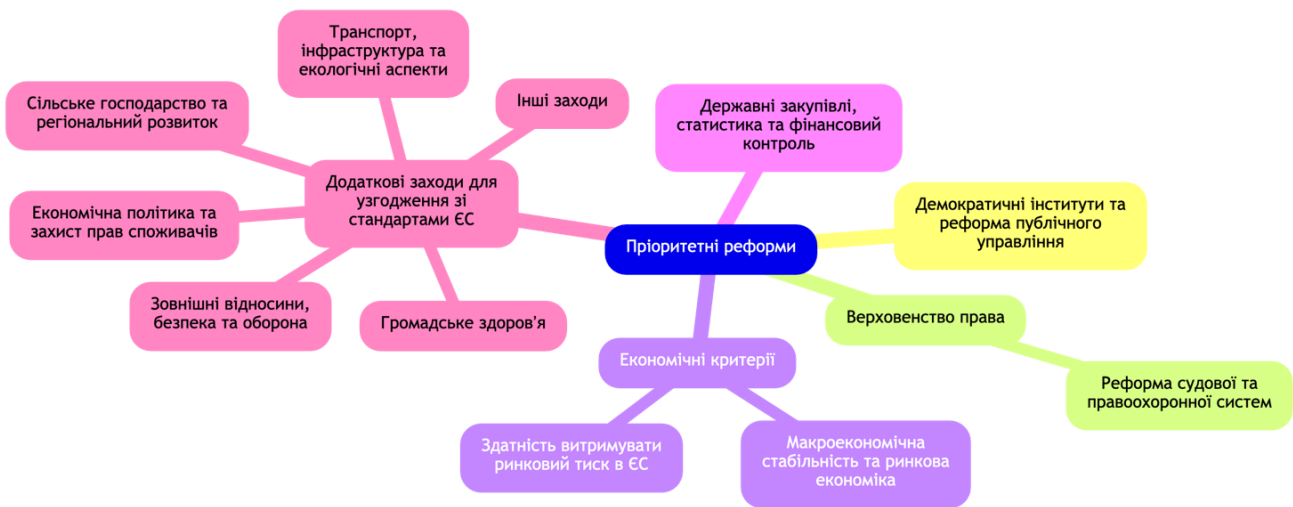 Транспорт,
інфраструктура та
екологічні аспекти
Сільське господарство та
регіональний розвиток
Інші заходи
Державні закупівлі,
статистика та фінансовий
контроль
Додаткові заходи для
узгодження зі
стандартами ЄС
Економічна політика та
захист прав споживачів
Демократичні інститути та
реформа публічного
управління
Пріоритетні реформи
Зовнішні відносини,
безпека та оборона
Громадське здоров'я
Верховенство права
Економічні критерії
Реформа судової та
правоохоронної систем
Здатність витримувати
ринковий тиск в ЄС
Макроекономічна
стабільність та ринкова
економіка